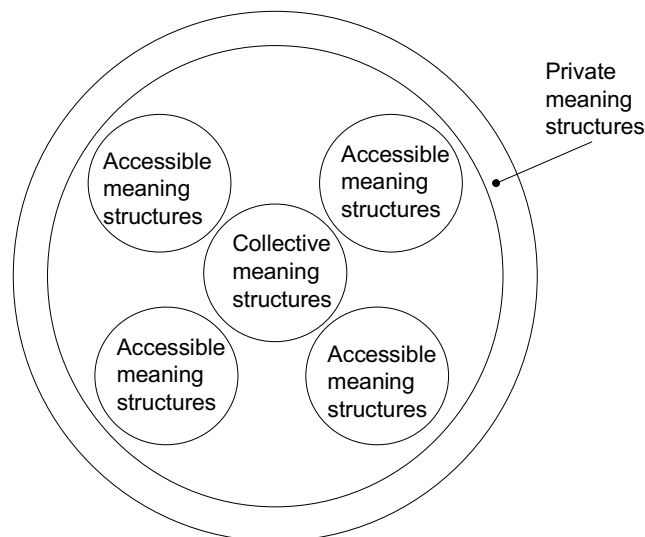 Private
meaning
structures
Accessible
meaning
structures
Accessible
meaning
structures
Collective
meaning
structures
Accessible
meaning
structures
Accessible
meaning
structures